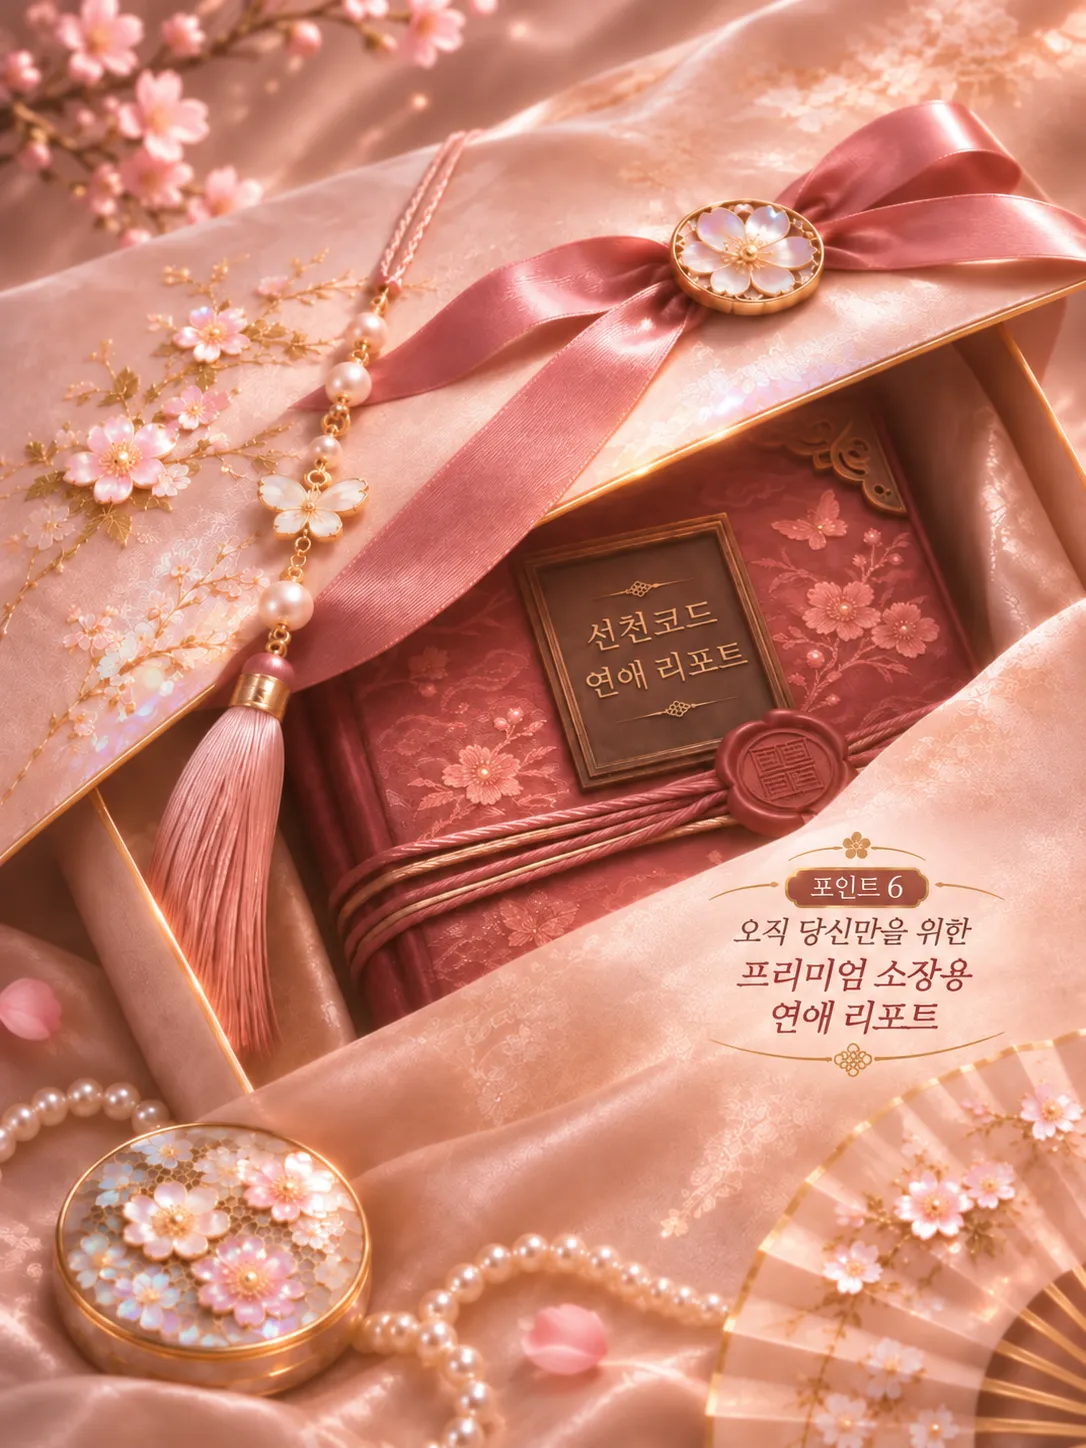 선천코드
연애 리포트
포인트 6
오직 당신만을 위한
프리미엄 소장용
연애 리포트